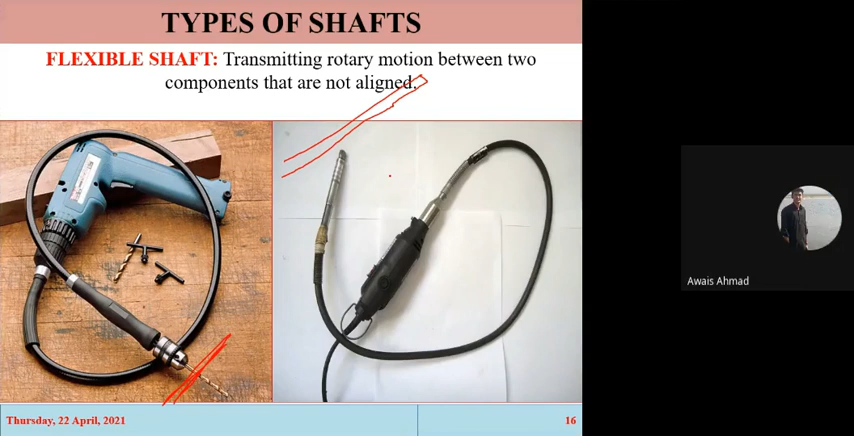 TYPES OF SHAFTS
FLEXIBLE SHAFT: Transmitting rotary motion between two
components that are not aligned.
Awais Ahmad
Thursday, 22 April, 2021
16